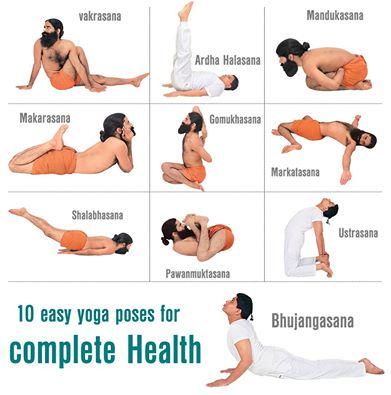 vakrasana
Ardha Halasana
Mandukasana
Makarasana
Gomukhasana
Markatasana
Shalabhasana
Pawanmuktasana
Ustrasana
10 easy yoga poses for
complete Health
Bhujangasana